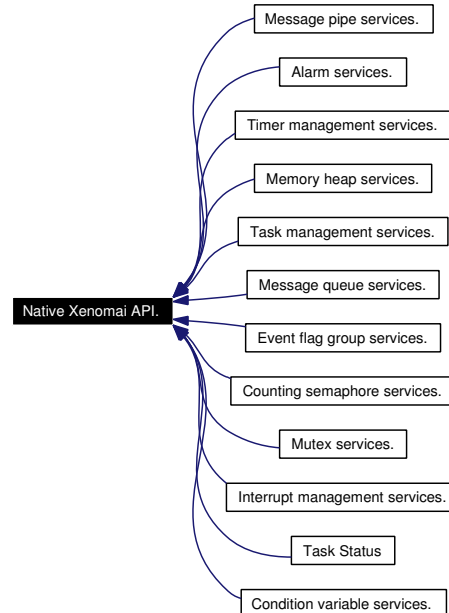 Message pipe services.
Alarm services.
Timer management services.
Memory heap services.
Task management services.
Message queue services.
Native Xenomai API.
Event flag group services.
Counting semaphore services.
Mutex services.
Interrupt management services.
Task Status
Condition variable services.